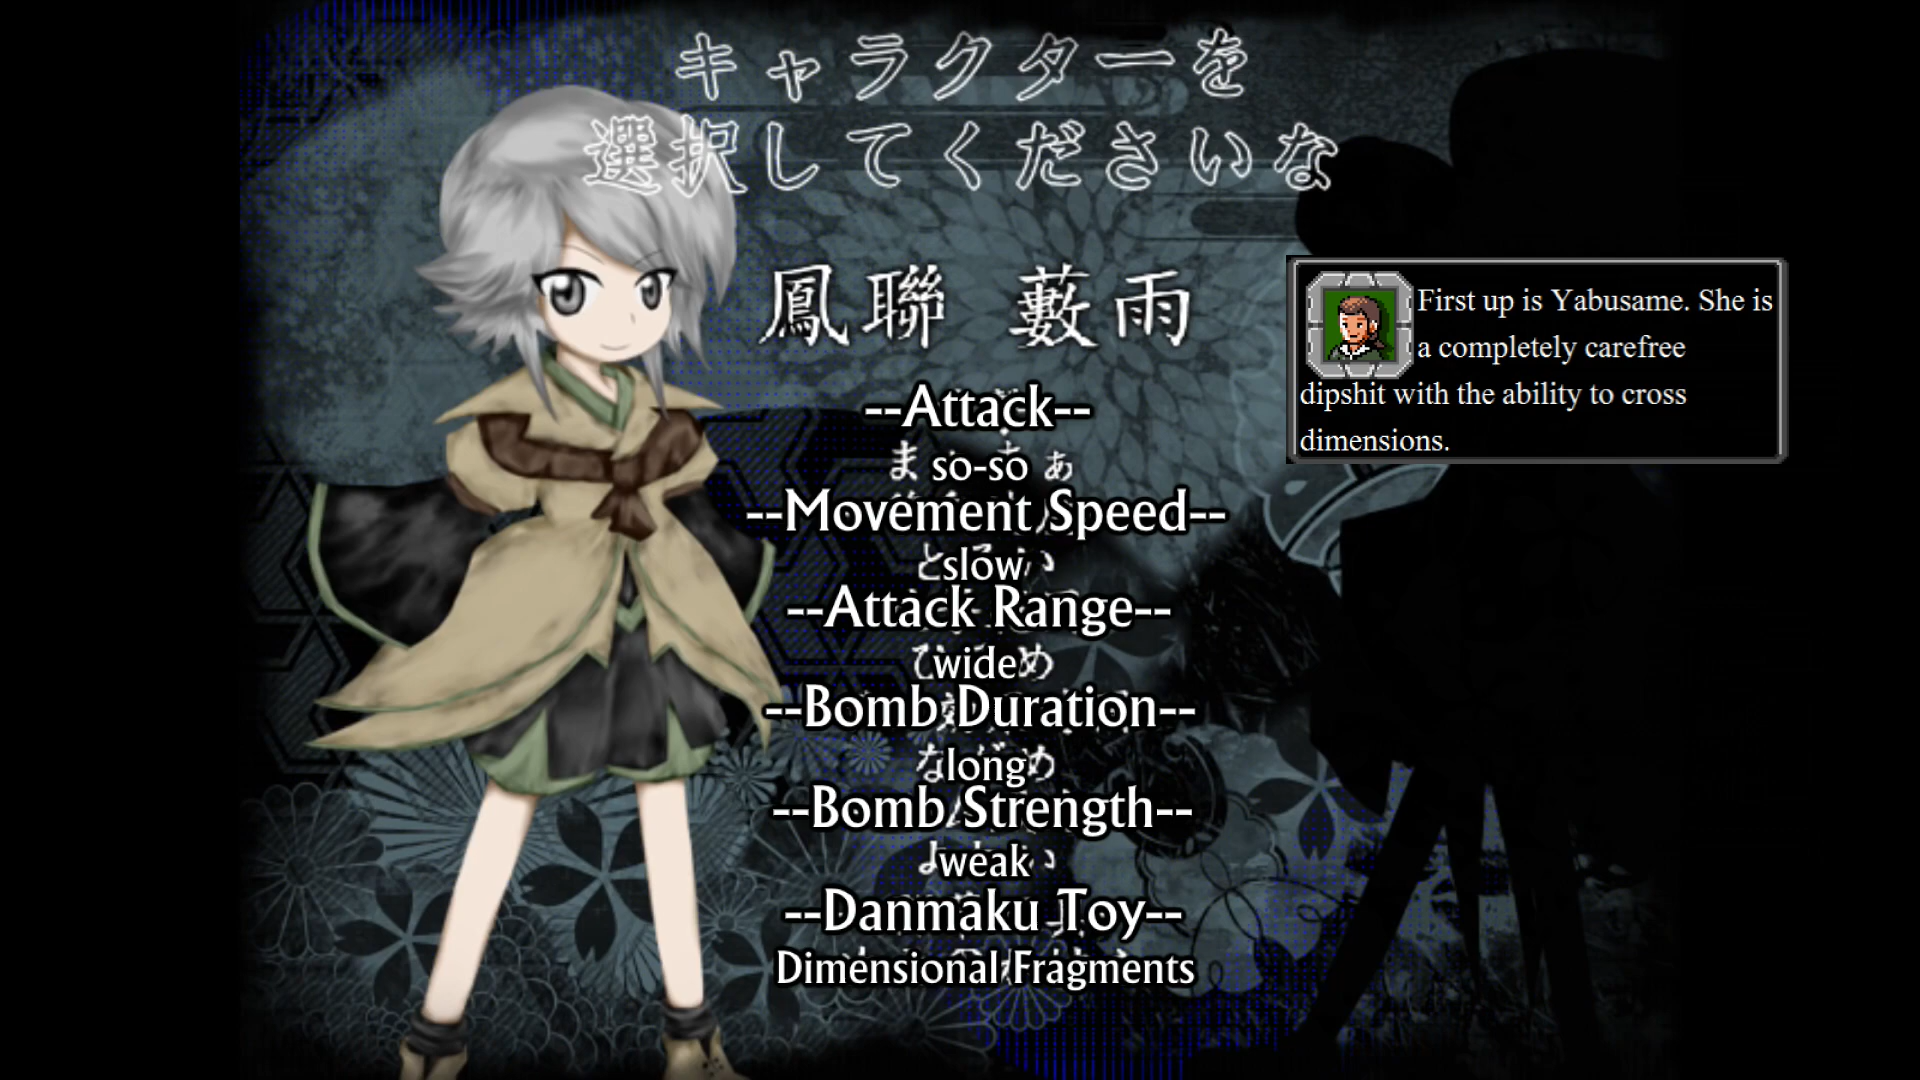 キャラクターを
選択してくださいな
鳳聯 藪雨
--Attack--
so-so
--Movement Speed--
slow
--Attack Range--
wide
--Bomb Duration--
long
--Bomb Strength--
weak
--Danmaku Toy--
Dimensional Fragments
First up is Yabusame. She is
a completely carefree
dipshit with the ability to cross
dimensions.